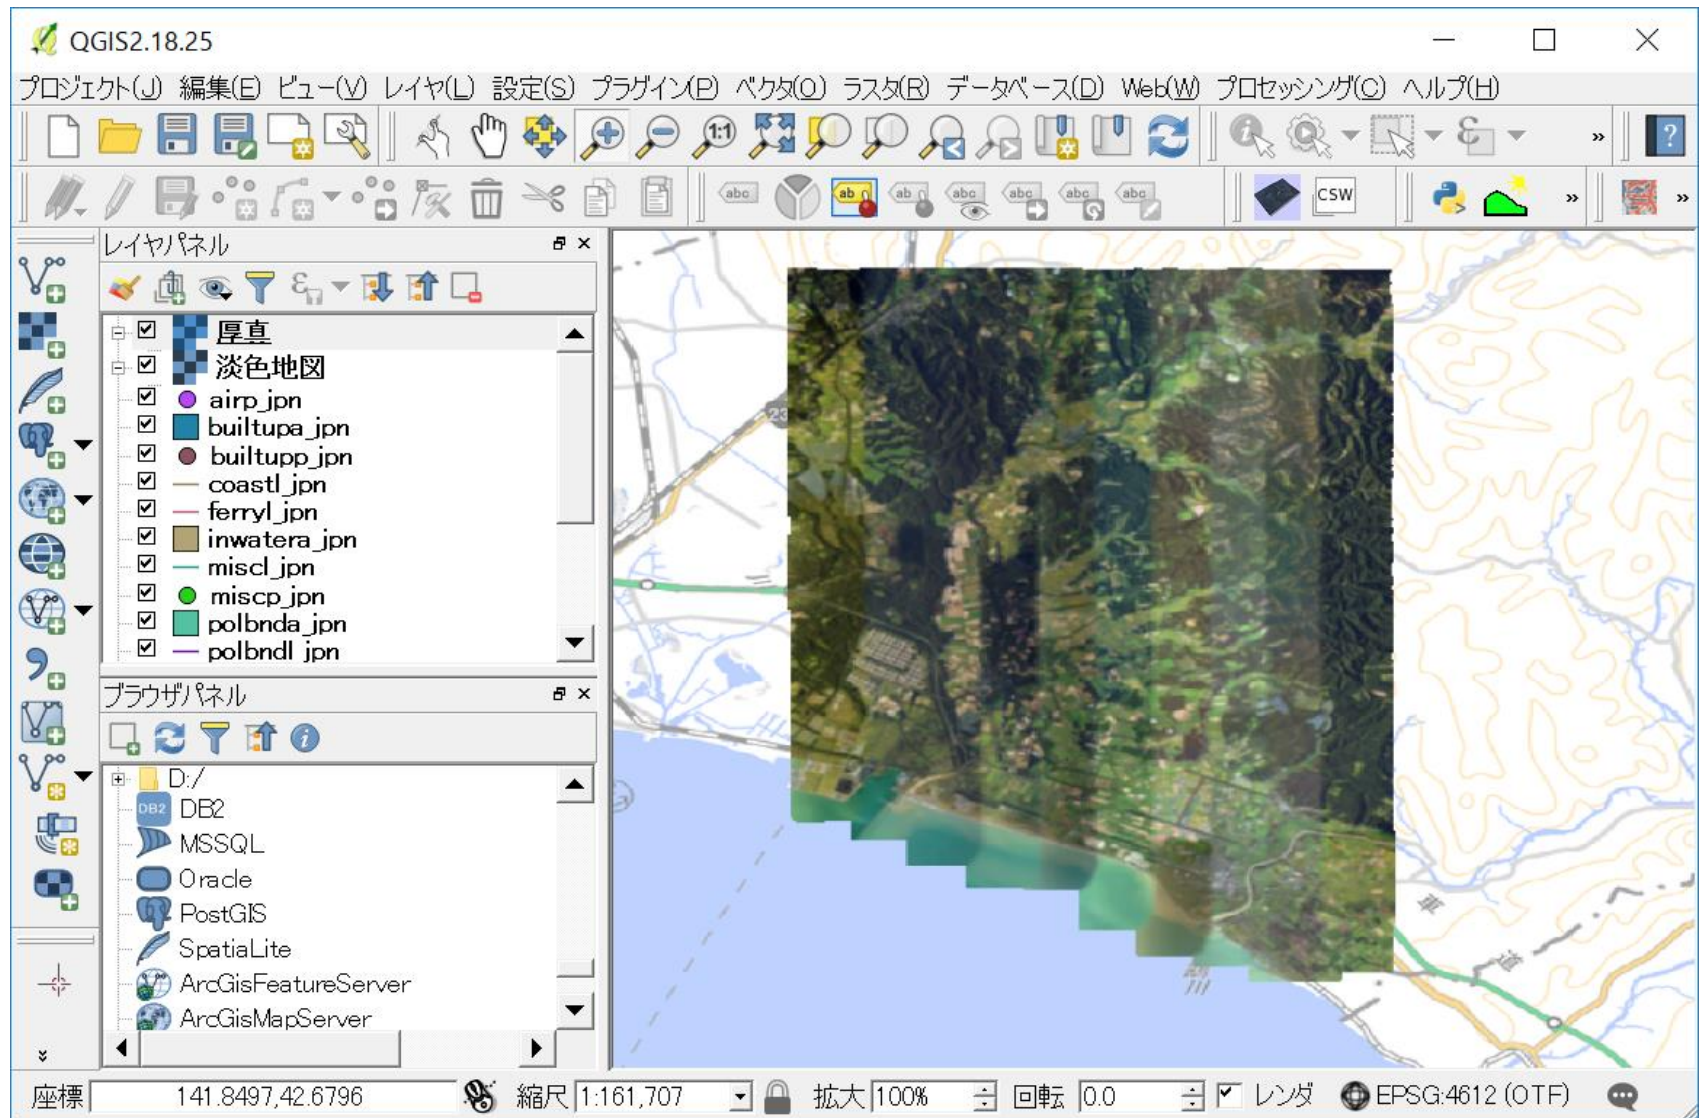 QGIS2.18.25
プロジェクト(J) 編集(E) ビュー(V) レイヤ(L) 設定(S) プラグイン(P) ベクタ(O) ラスタ(R) データベース(D) Web(W) プロセッシング(C) ヘルプ(H)
1:1
ε
»
?
abc
ab
ab
abc
abc
abc
abc
CSW
»
»
レイヤパネル
厚真
淡色地図
airp_jpn
builtupa_jpn
builtupp_jpn
coastl_jpn
ferryl_jpn
inwatera_jpn
miscl_jpn
miscp_jpn
polbnda_jpn
polbndl_jpn
ブラウザパネル
D:/
DB2 DB2
MSSQL
Oracle
PostGIS
SpatiaLite
ArcGisFeatureServer
ArcGisMapServer
座標 141.8497,42.6796 縮尺 1:161,707 拡大 100% 回転 0.0 レンダ EPSG:4612 (OTF)